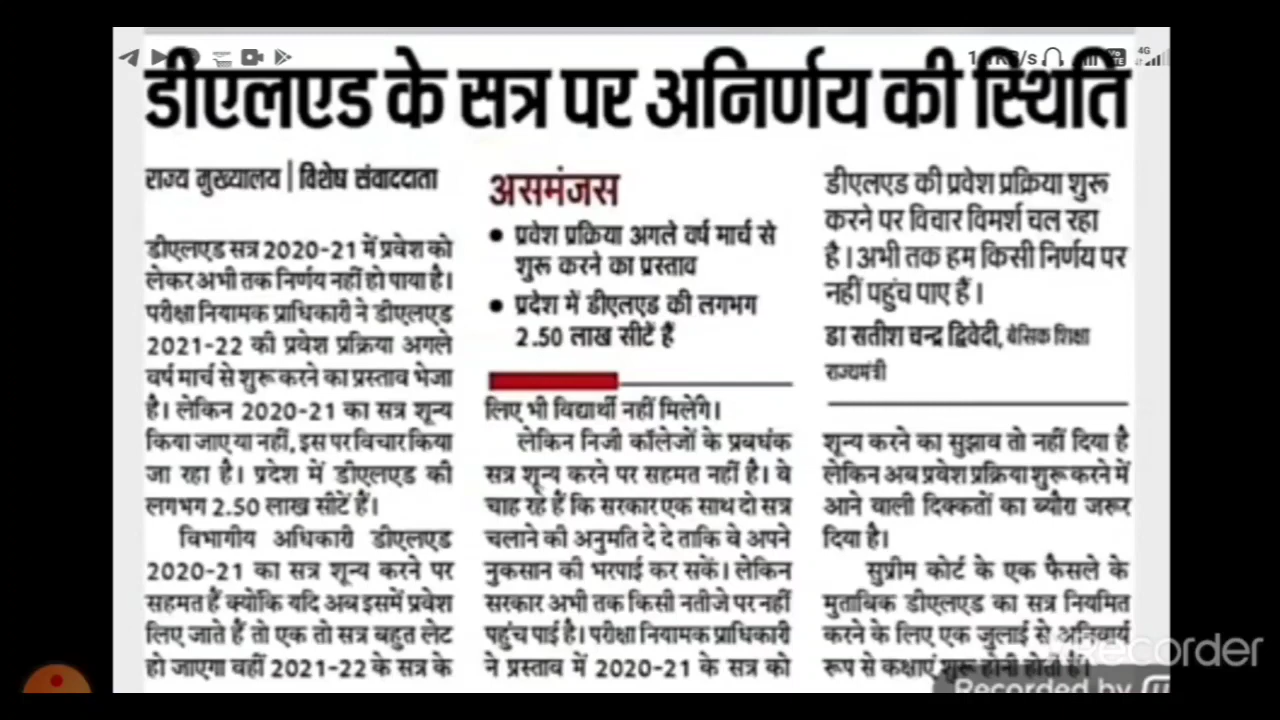 डीएलएड के सत्र पर अनिर्णय की स्थिति
राज्य मुख्यालय | विशेष संवाददाता
डीएलएड सत्र 2020-21 में प्रवेश को
लेकर अभी तक निर्णय नहीं हो पाया है।
परीक्षा नियामक प्राधिकारी ने डीएलएड
2021-22 की प्रवेश प्रक्रिया अगले
वर्ष मार्च से शुरू करने का प्रस्ताव भेजा
है। लेकिन 2020-21 का सत्र शून्य
किया जाए या नहीं, इस पर विचार किया
जा रहा है। प्रदेश में डीएलएड की
लगभग 2.50 लाख सीटें हैं।
विभागीय अधिकारी डीएलएड
2020-21 का सत्र शून्य करने पर
सहमत हैं क्योंकि यदि अब इसमें प्रवेश
लिए जाते हैं तो एक तो सत्र बहुत लेट
हो जाएगा वहीं 2021-22 के सत्र के
असमंजस
● प्रवेश प्रक्रिया अगले वर्ष मार्च से
शुरू करने का प्रस्ताव
● प्रदेश में डीएलएड की लगभग
2.50 लाख सीटें हैं
लिए भी विद्यार्थी नहीं मिलेंगे।
लेकिन निजी कॉलेजों के प्रबधंक
सत्र शून्य करने पर सहमत नहीं है। वे
चाह रहे हैं कि सरकार एक साथ दो सत्र
चलाने की अनुमति दे दे ताकि वे अपने
नुकसान की भरपाई कर सकें। लेकिन
सरकार अभी तक किसी नतीजे पर नहीं
पहुंच पाई है। परीक्षा नियामक प्राधिकारी
ने प्रस्ताव में 2020-21 के सत्र को
डीएलएड की प्रवेश प्रक्रिया शुरू
करने पर विचार विमर्श चल रहा
है। अभी तक हम किसी निर्णय पर
नहीं पहुंच पाए हैं।
डा सतीश चन्द्र द्विवेदी, बेसिक शिक्षा
राज्यमंत्री
शून्य करने का सुझाव तो नहीं दिया है
लेकिन अब प्रवेश प्रक्रिया शुरू करने में
आने वाली दिक्कतों का ब्यौरा जरूर
दिया है।
सुप्रीम कोर्ट के एक फैसले के
मुताबिक डीएलएड का सत्र नियमित
करने के लिए एक जुलाई से अनिवार्य
रूप से कक्षाएं शुरू होनी होती हैं।
Recorder
Recorded by
4G